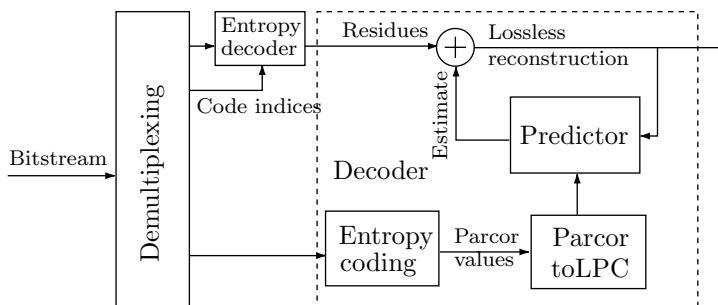 Entropy
decoder
Residues
Lossless
reconstruction
Code indices
Estimate
Predictor
Bitstream
Demultiplexing
Decoder
Entropy
coding
Parcor
values
Parcor
toLPC